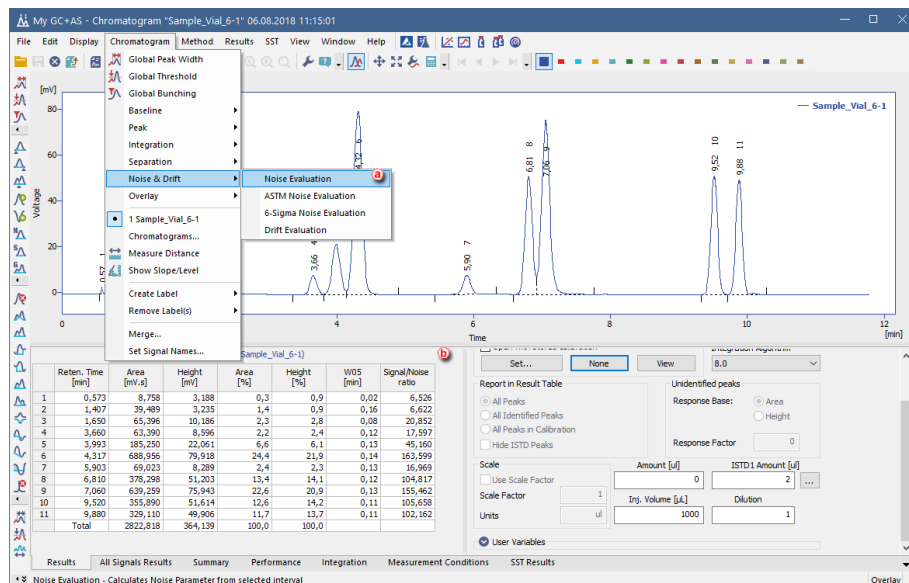 My GC+AS - Chromatogram "Sample_Vial_6-1" 06.08.2018 11:15:01
File Edit Display Chromatogram Method Results SST View Window Help
Global Peak Width
Global Threshold
Global Bunching
Baseline
Peak
Integration
Separation
Noise & Drift
Overlay
1 Sample_Vial_6-1
Chromatograms...
Measure Distance
Show Slope/Level
Create Label
Remove Label(s)
Merge...
Set Signal Names...
Noise Evaluation a
ASTM Noise Evaluation
6-Sigma Noise Evaluation
Drift Evaluation
[mV]
80
60
40
20
0
Voltage
Sample_Vial_6-1
0,57 1
3,66 4
4,32 6
5,90 7
6,81 8
7,06 9
9,52 10
9,88 11
0 4 6 8 10 12
Time [min]
Sample_Vial_6-1) b
Reten. Time [min] Area [mV.s] Height [mV] Area [%] Height [%] W05 [min] Signal/Noise ratio
1 0,573 8,758 3,188 0,3 0,9 0,02 6,526
2 1,407 39,489 3,235 1,4 0,9 0,16 6,622
3 1,650 65,396 10,186 2,3 2,8 0,08 20,852
4 3,660 63,390 8,596 2,2 2,4 0,12 17,597
5 3,993 185,250 22,061 6,6 6,1 0,13 45,160
6 4,317 688,956 79,918 24,4 21,9 0,14 163,599
7 5,903 69,023 8,289 2,4 2,3 0,13 16,969
8 6,810 378,298 51,203 13,4 14,1 0,12 104,817
9 7,060 639,259 75,943 22,6 20,9 0,13 155,462
10 9,520 355,890 51,614 12,6 14,2 0,11 105,658
11 9,880 329,110 49,906 11,7 13,7 0,11 102,162
Total 2822,818 364,139 100,0 100,0
Set... None View 8.0
Report in Result Table
All Peaks
All Identified Peaks
All Peaks in Calibration
Hide ISTD Peaks
Unidentified peaks
Response Base: Area
Height
Response Factor 0
Scale
Use Scale Factor
Scale Factor 1
Units ul
Amount [ul] ISTD1 Amount [ul]
0 2 ...
Inj. Volume [µL] Dilution
1000 1
User Variables
Results All Signals Results Summary Performance Integration Measurement Conditions SST Results
Noise Evaluation - Calculates Noise Parameter from selected interval Overlay